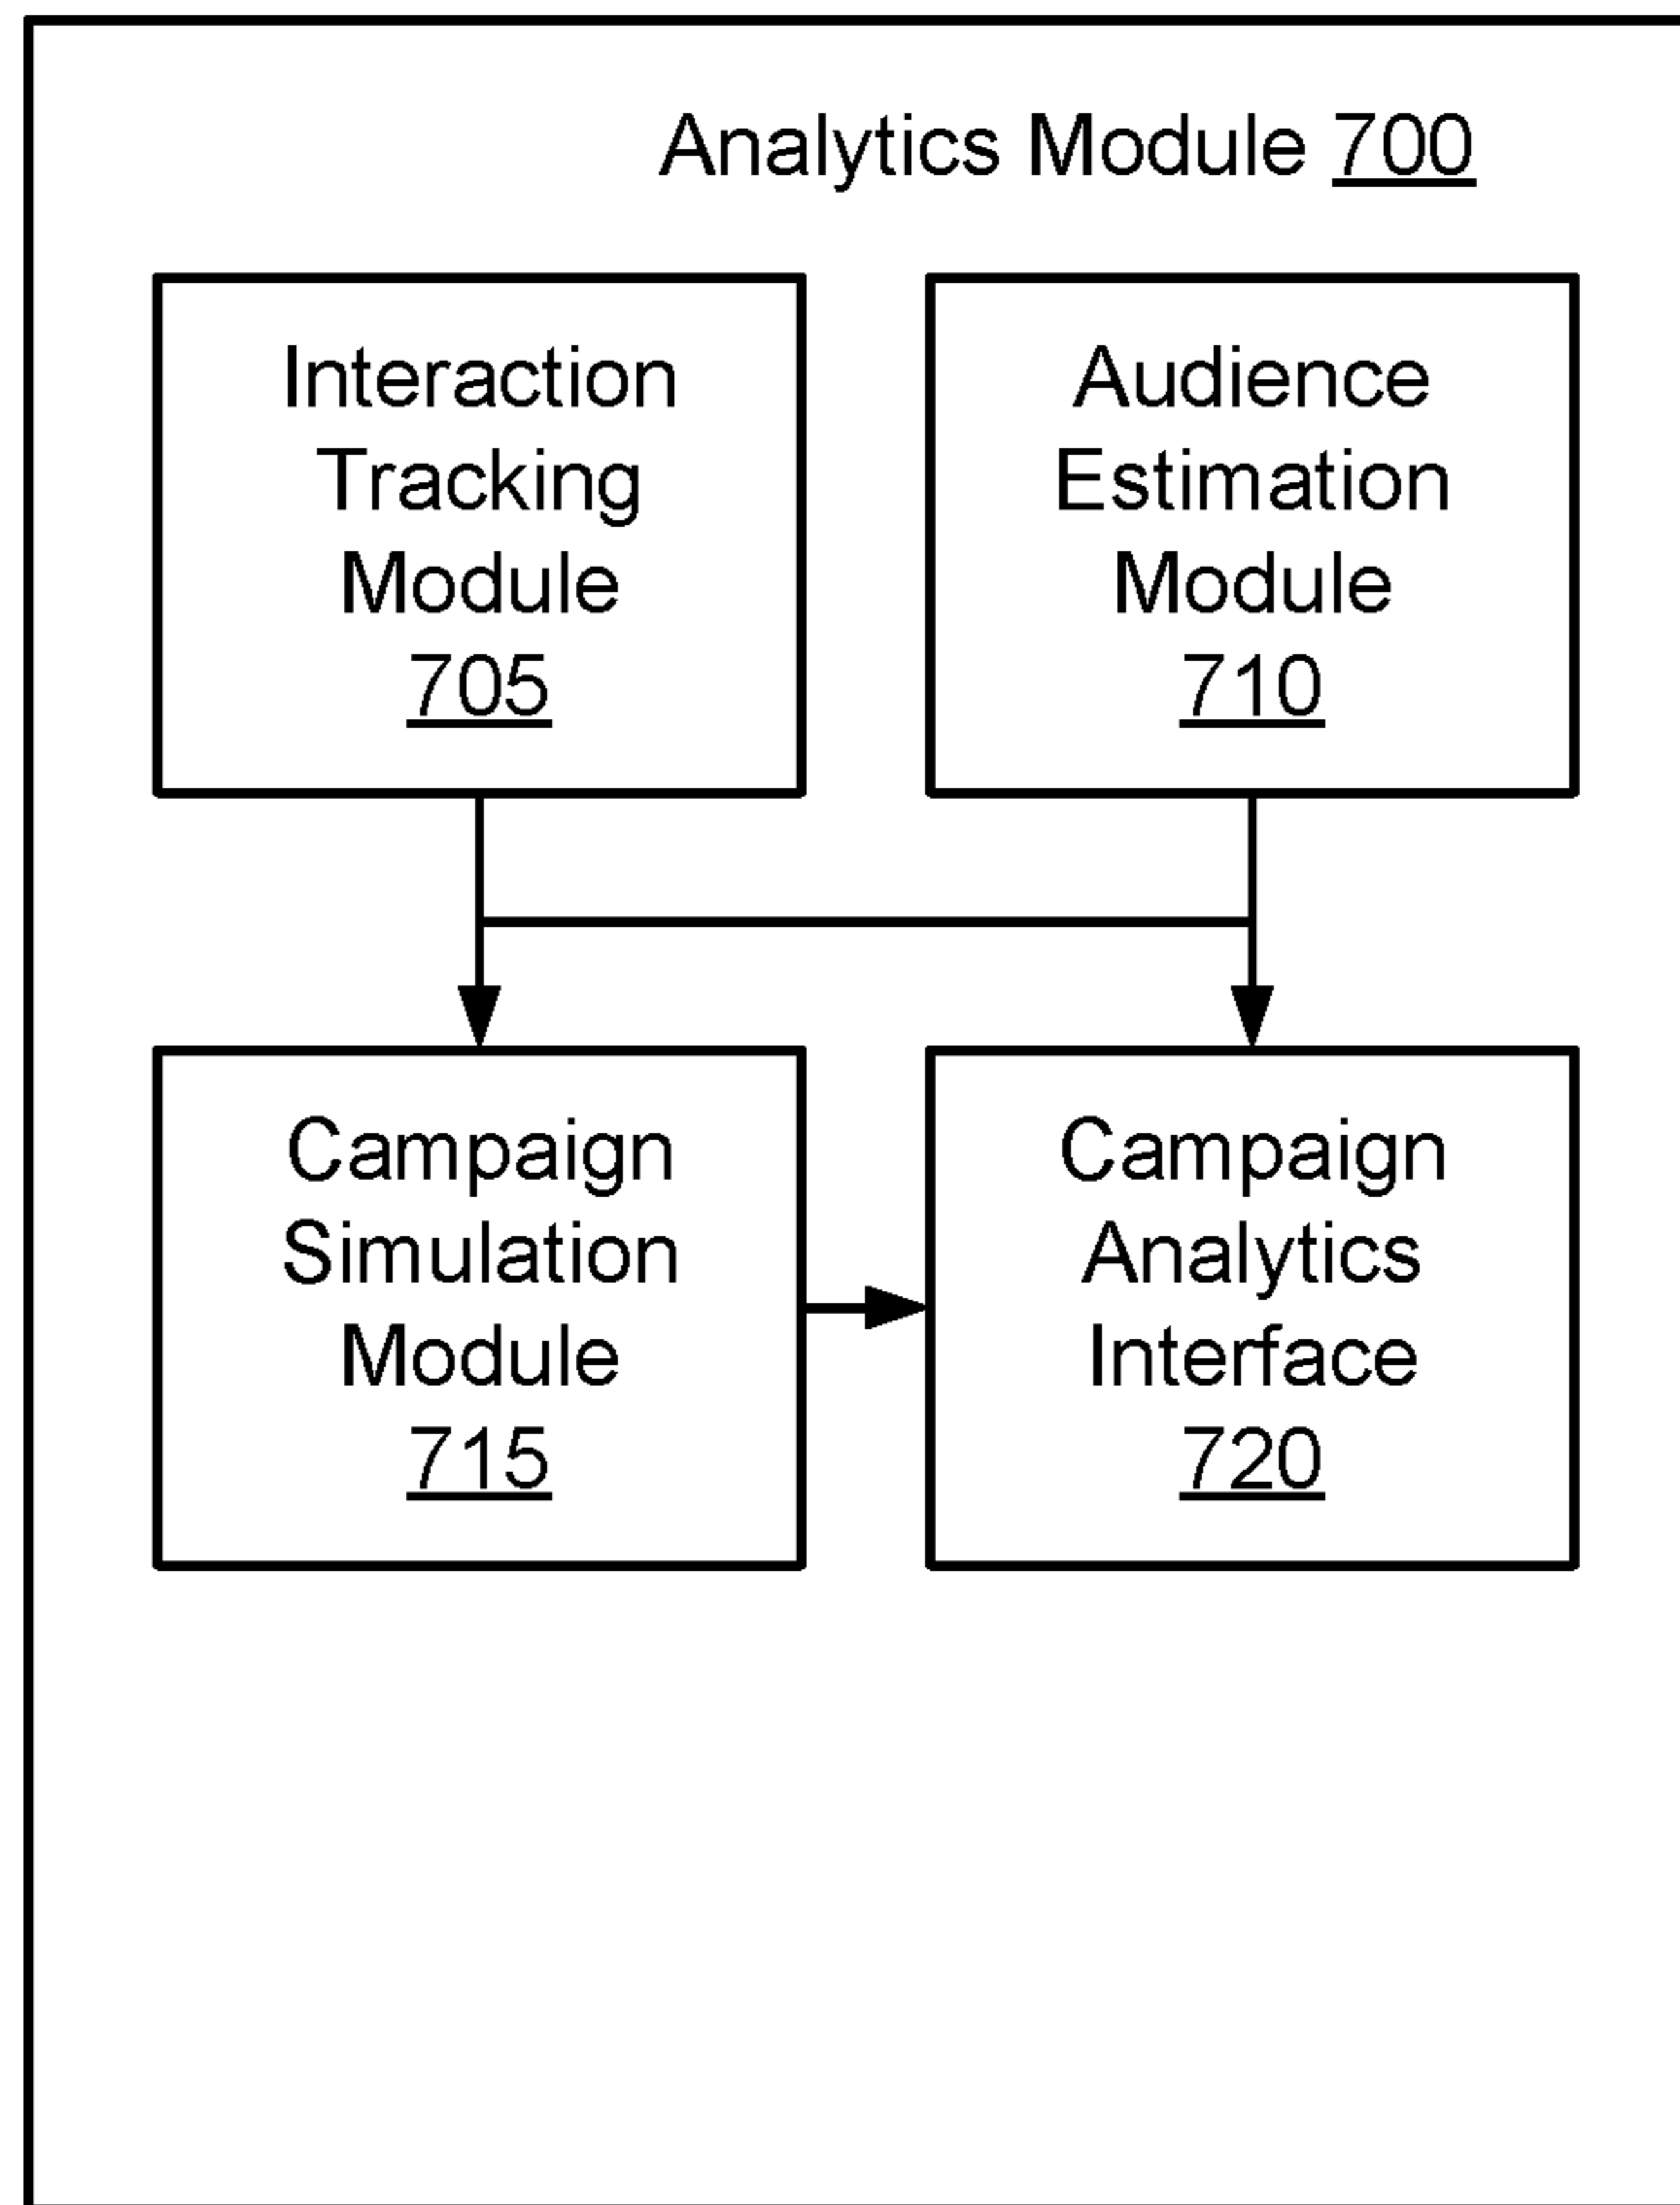 Analytics Module 700
Interaction
Tracking
Module
705
Audience
Estimation
Module
710
Campaign
Simulation
Module
715
Campaign
Analytics
Interface
720